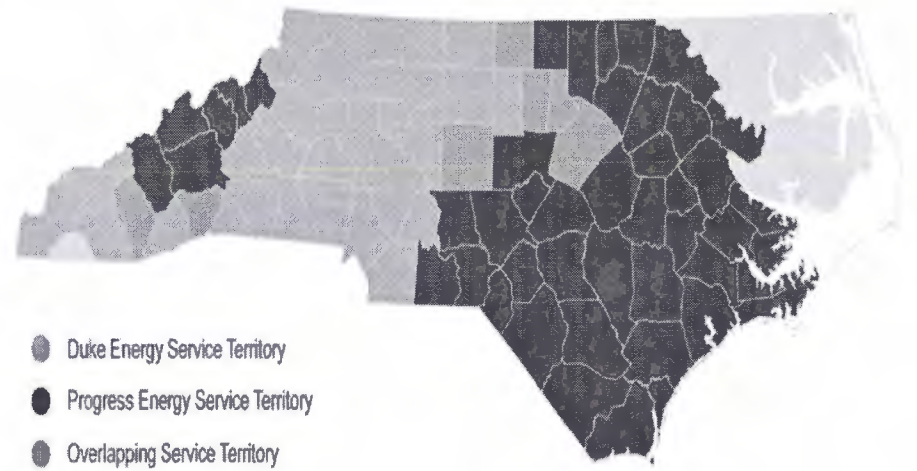 Duke Energy Service Territory
Progress Energy Service Territory
Overlapping Service Territory